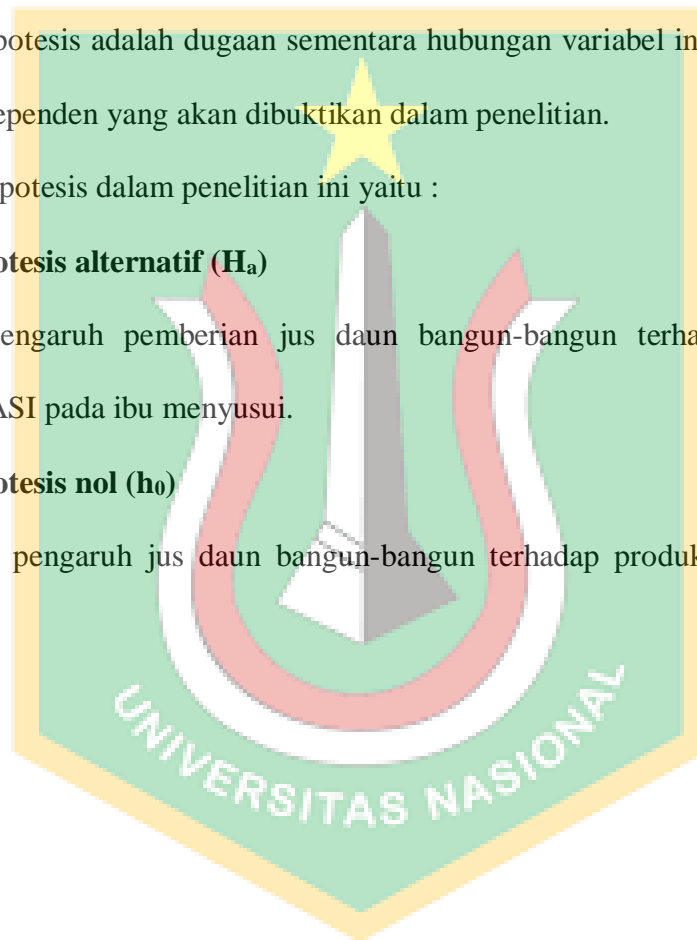 potesis adalah dugaan sementara hubungan variabel in
ependen yang akan dibuktikan dalam penelitian.
potesis dalam penelitian ini yaitu :
otesis alternatif (Hₐ)
engaruh pemberian jus daun bangun-bangun terha
ASI pada ibu menyusui.
otesis nol (h₀)
pengaruh jus daun bangun-bangun terhadap produk
UNIVERSITAS NASIONAL